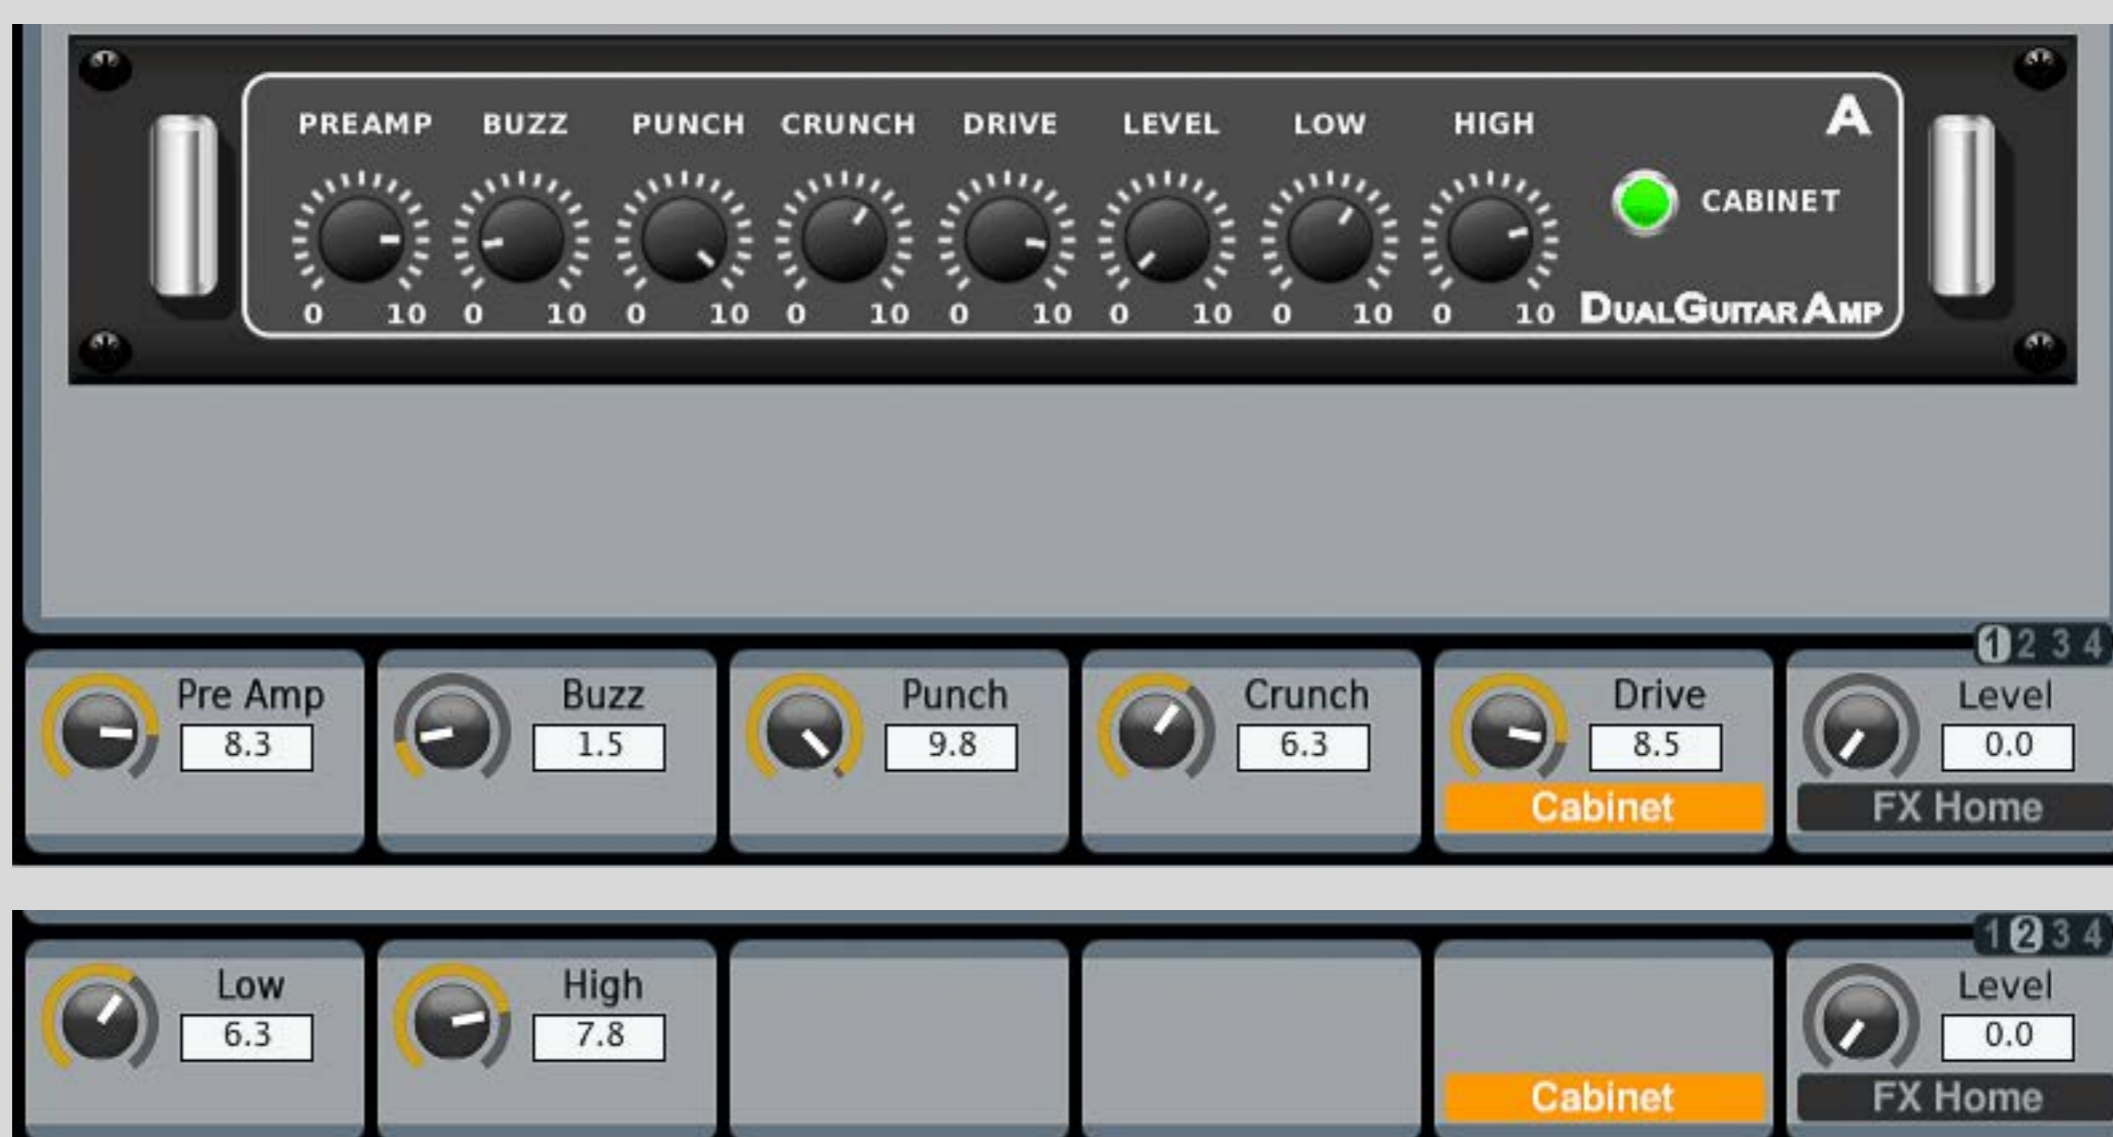 PREAMP BUZZ PUNCH CRUNCH DRIVE LEVEL LOW HIGH A
CABINET
0 10 0 10 0 10 0 10 0 10 0 10 0 10 0 10 DUALGUITARAMP
1 2 3 4
Pre Amp Buzz Punch Crunch Drive Level
8.3 1.5 9.8 6.3 8.5 0.0
Cabinet FX Home
1 2 3 4
Low High Level
6.3 7.8 0.0
Cabinet FX Home